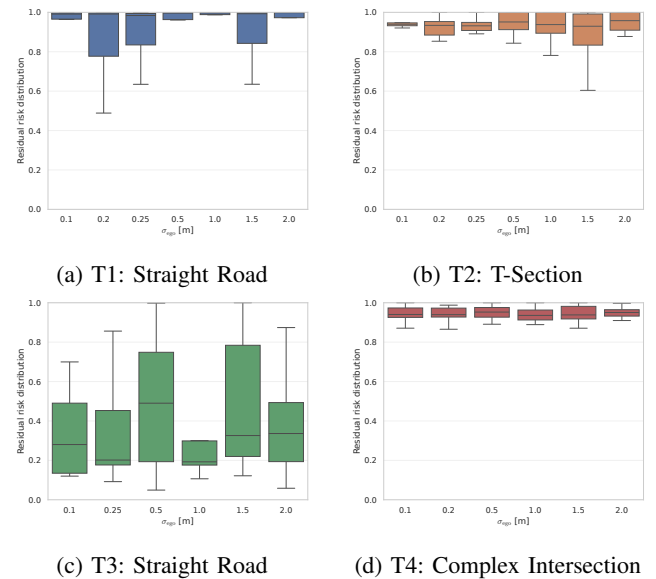 Residual risk distribution
1.0
0.8
0.6
0.4
0.2
0.0
0.1 0.2 0.25 0.5 1.0 1.5 2.0
σego [m]
(a) T1: Straight Road
Residual risk distribution
1.0
0.8
0.6
0.4
0.2
0.0
0.1 0.2 0.25 0.5 1.0 1.5 2.0
σego [m]
(b) T2: T-Section
Residual risk distribution
1.0
0.8
0.6
0.4
0.2
0.0
0.1 0.25 0.5 1.0 1.5 2.0
σego [m]
(c) T3: Straight Road
Residual risk distribution
1.0
0.8
0.6
0.4
0.2
0.0
0.1 0.2 0.5 1.0 1.5 2.0
σego [m]
(d) T4: Complex Intersection